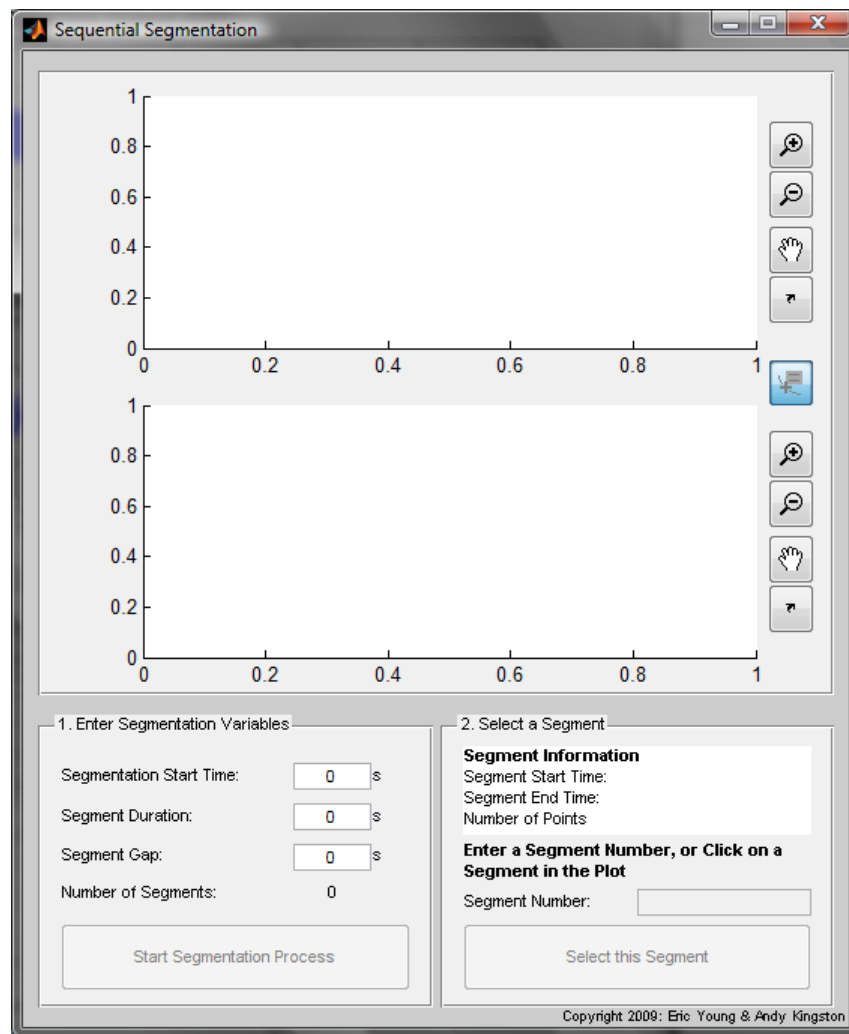 Sequential Segmentation
1
0.8
0.6
0.4
0.2
0
0 0.2 0.4 0.6 0.8 1
1
0.8
0.6
0.4
0.2
0
0 0.2 0.4 0.6 0.8 1
1. Enter Segmentation Variables
Segmentation Start Time: 0 s
Segment Duration: 0 s
Segment Gap: 0 s
Number of Segments: 0
Start Segmentation Process
2. Select a Segment
Segment Information
Segment Start Time:
Segment End Time:
Number of Points
Enter a Segment Number, or Click on a
Segment in the Plot
Segment Number:
Select this Segment
Copyright 2009: Eric Young & Andy Kingston